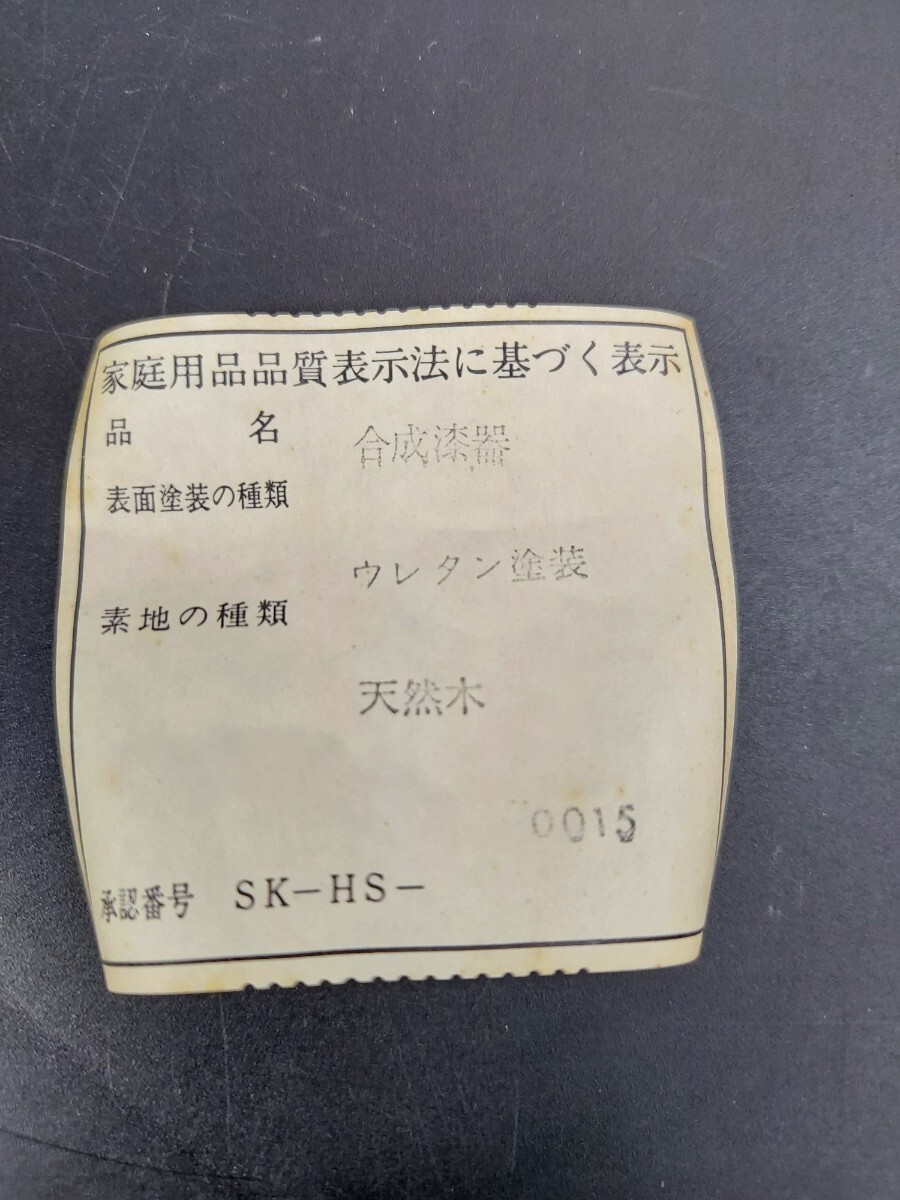 家庭用品品質表示法に基づく表示
品名 合成漆器
表面塗装の種類
ウレタン塗装
素地の種類
天然木
0015
承認番号 SK-HS-